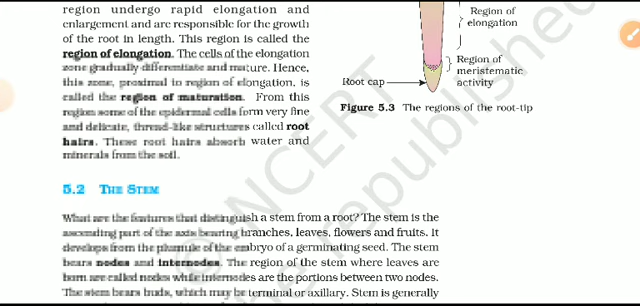 region undergo rapid elongation and
enlargement and are responsible for the growth
of the root in length. This region is called the
region of elongation. The cells of the elongation
zone gradually differentiate and mature. Hence,
this zone, proximal to region of elongation, is
called the region of maturation. From this
region some of the epidermal cells form very fine
and delicate, thread-like structures called root
hairs. These root hairs absorb water and
minerals from the soil.
Region of
elongation
Region of
meristematic
activity
Root cap
Figure 5.3 The regions of the root-tip
5.2 THE STEM
What are the features that distinguish a stem from a root? The stem is the
ascending part of the axis bearing branches, leaves, flowers and fruits. It
develops from the plumule of the embryo of a germinating seed. The stem
bears nodes and internodes. The region of the stem where leaves are
born are called nodes while internodes are the portions between two nodes.
The stem bears buds, which may be terminal or axillary. Stem is generally
© NCERT
be republished